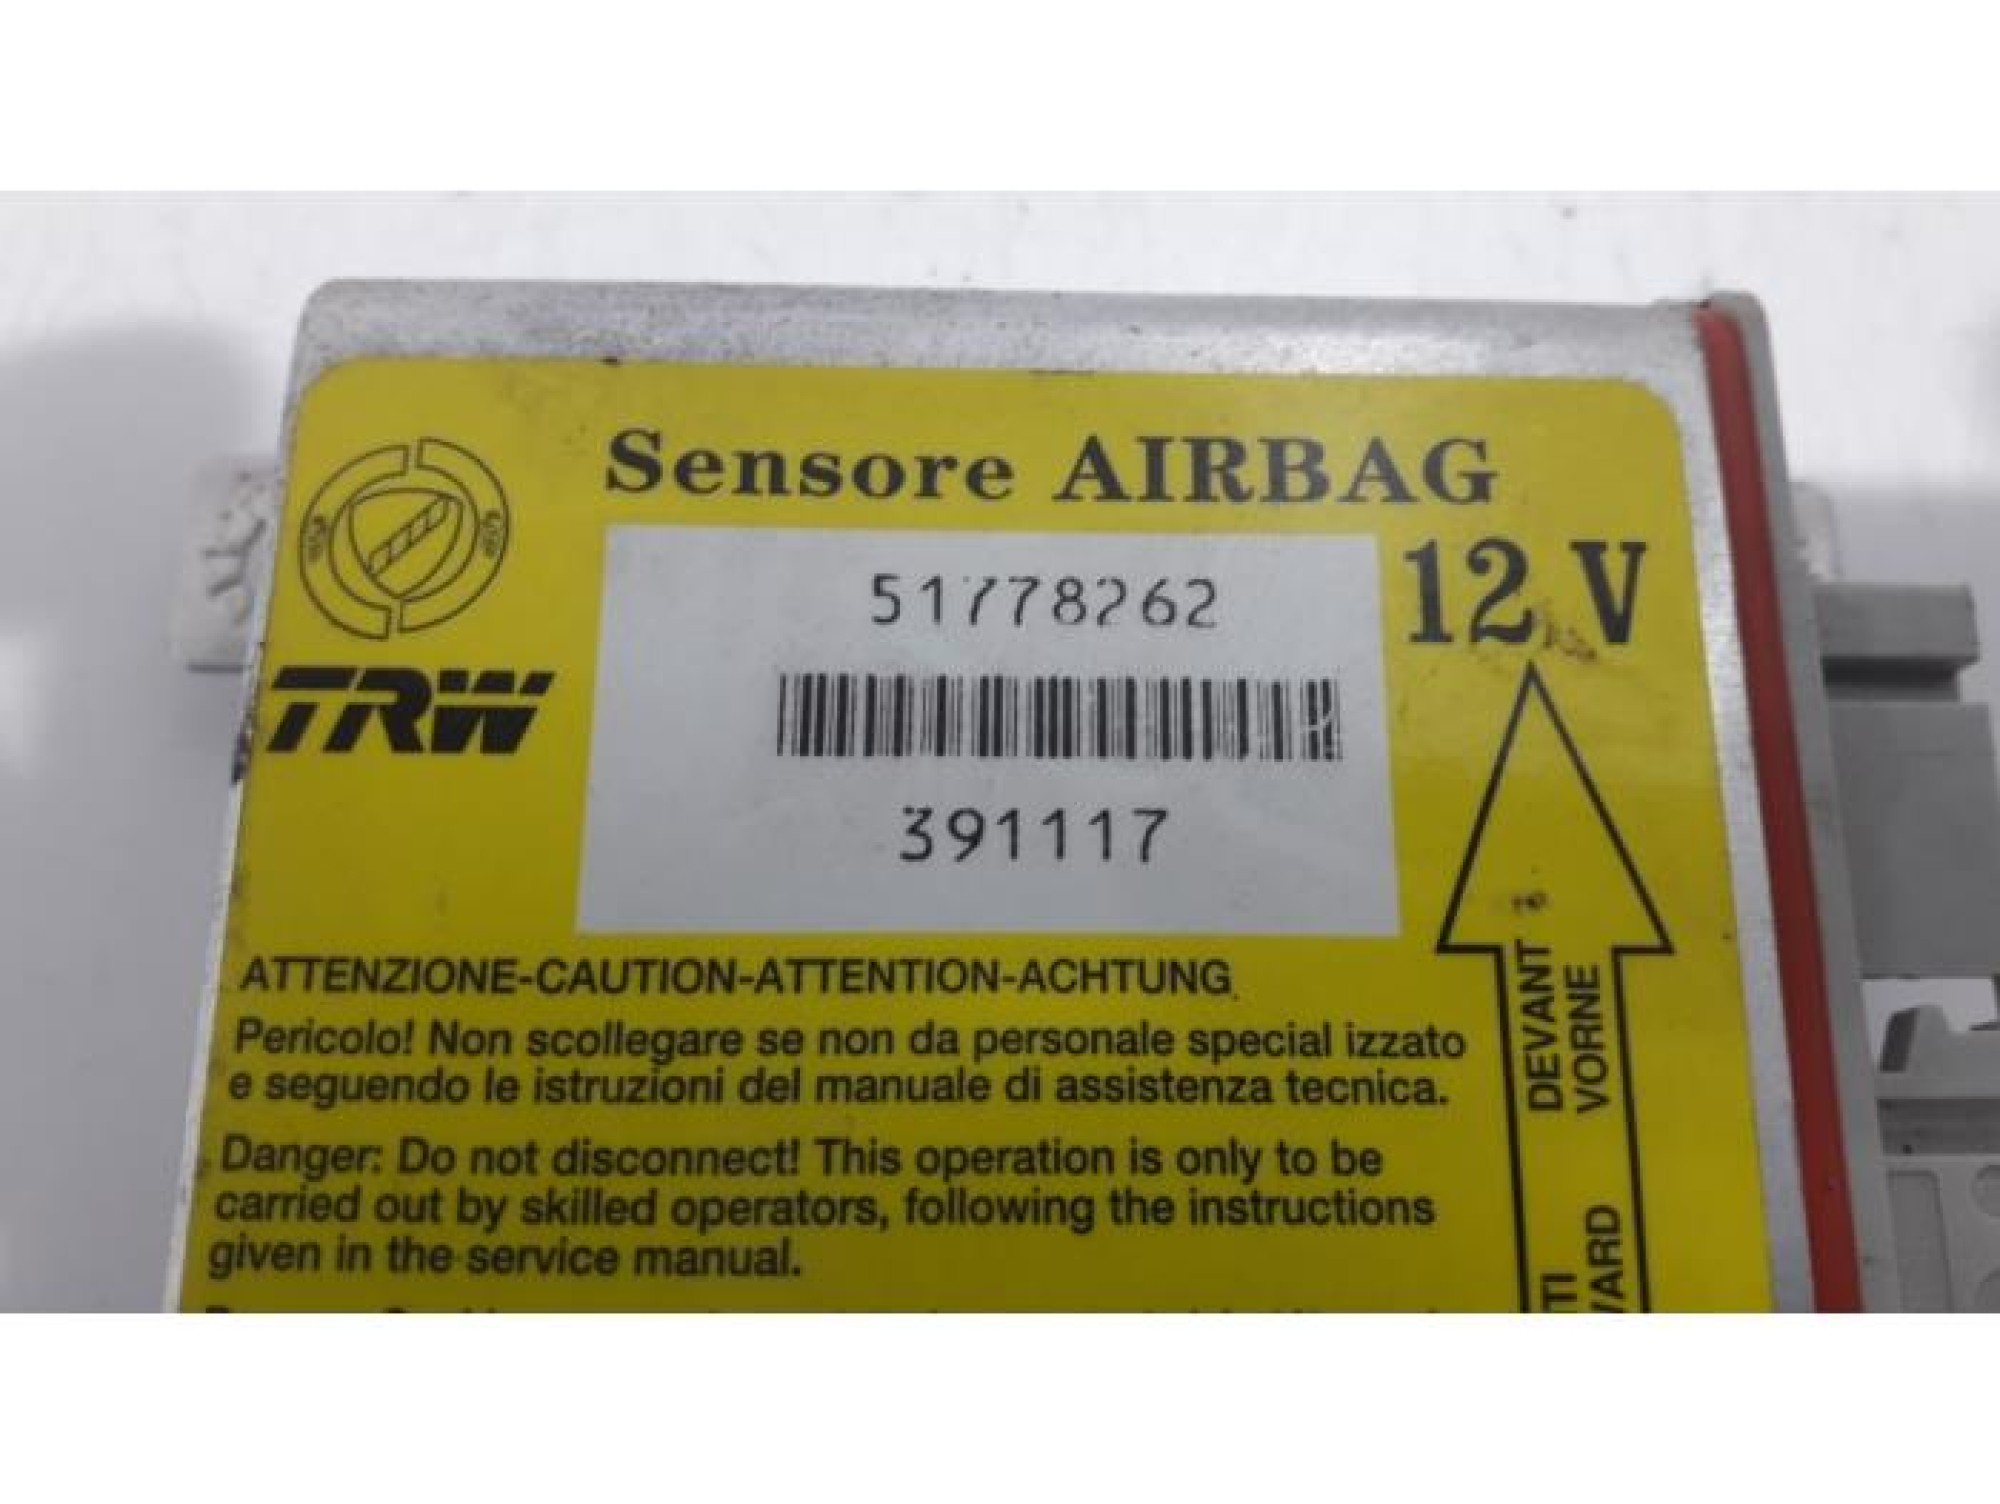 Sensore AIRBAG
12 V
51778262
TRW
391117
ATTENZIONE-CAUTION-ATTENTION-ACHTUNG
Pericolo! Non scollegare se non da personale special izzato
e seguendo le istruzioni del manuale di assistenza tecnica.
Danger: Do not disconnect! This operation is only to be
carried out by skilled operators, following the instructions
given in the service manual.
DEVANT
VORNE